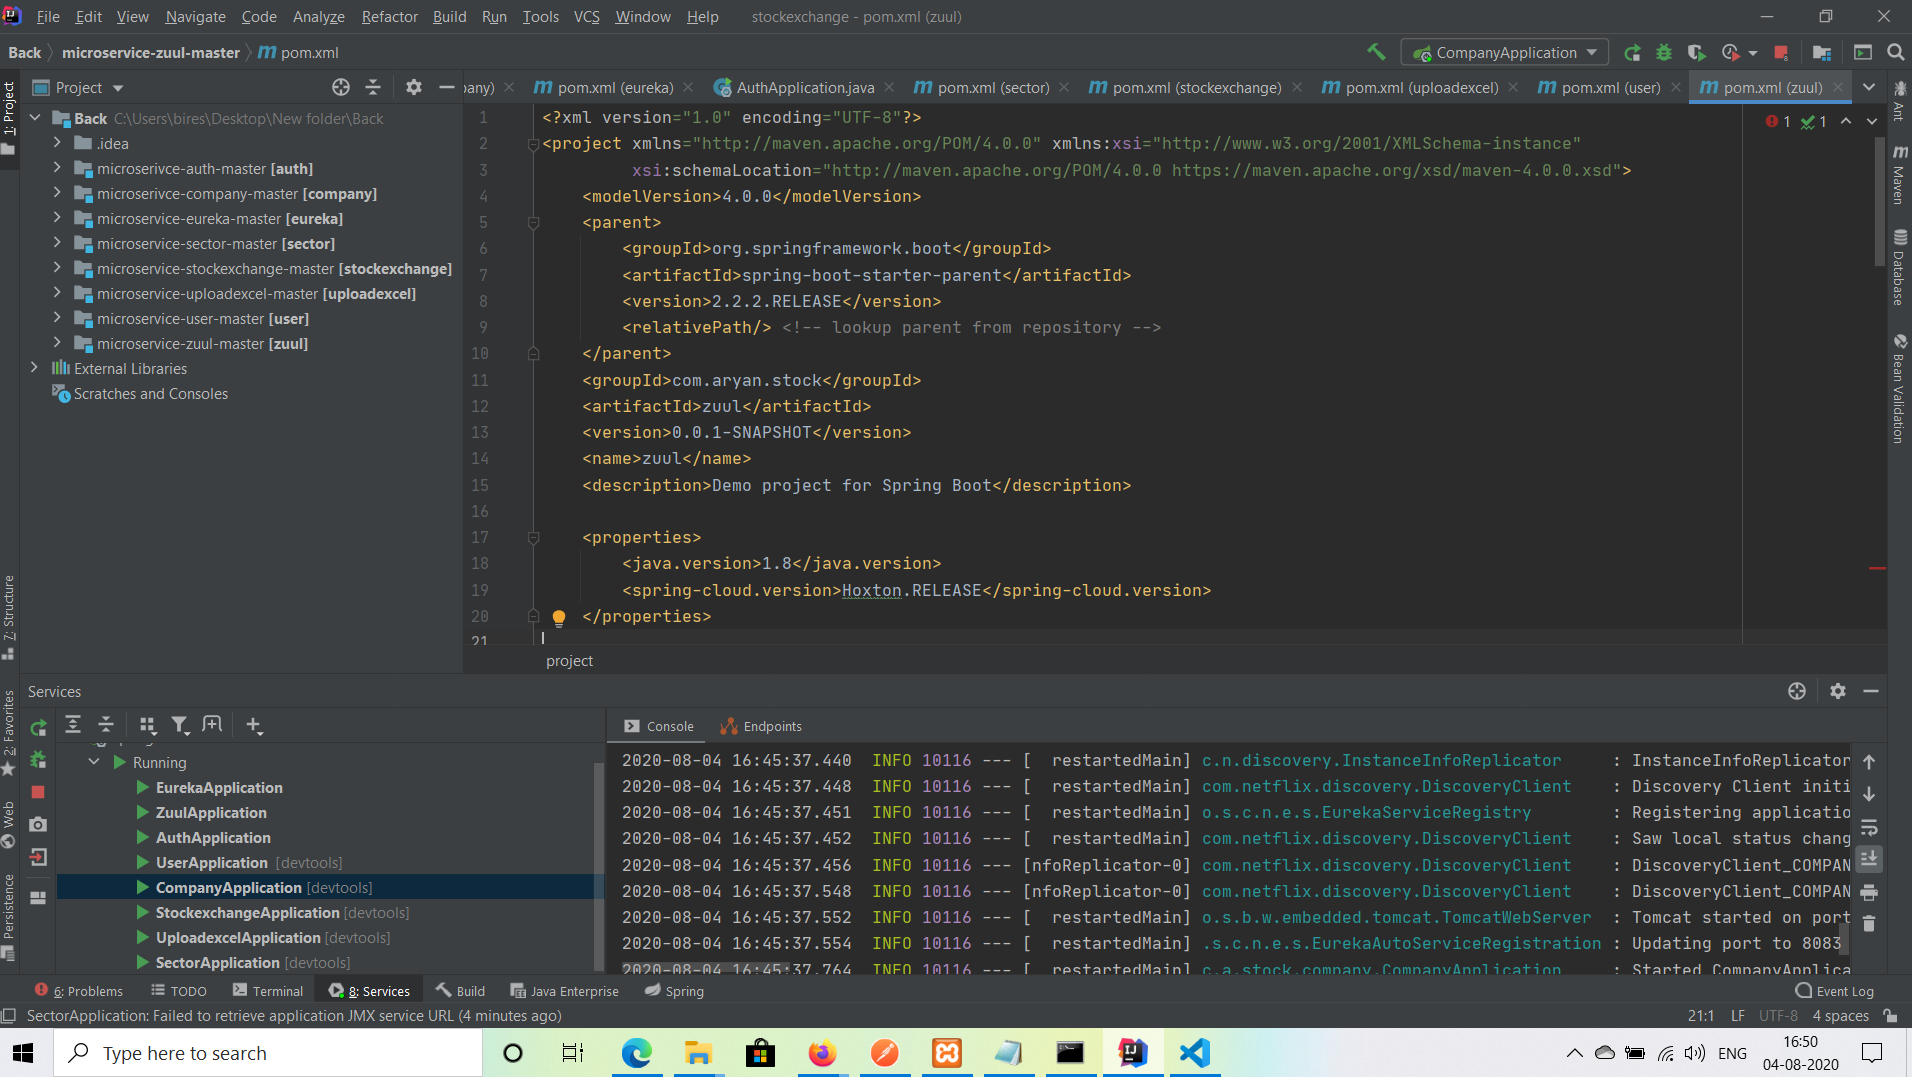 File Edit View Navigate Code Analyze Refactor Build Run Tools VCS Window Help stockexchange - pom.xml (zuul)
Back microservice-zuul-master pom.xml
CompanyApplication
1: Project
Project
pany) pom.xml (eureka) AuthApplication.java pom.xml (sector) pom.xml (stockexchange) pom.xml (uploadexcel) pom.xml (user) pom.xml (zuul)
Back C:\Users\bires\Desktop\New folder\Back
.idea
microserivce-auth-master [auth]
microserivce-company-master [company]
microservice-eureka-master [eureka]
microservice-sector-master [sector]
microservice-stockexchange-master [stockexchange]
microservice-uploadexcel-master [uploadexcel]
microservice-user-master [user]
microservice-zuul-master [zuul]
External Libraries
Scratches and Consoles
1 <?xml version="1.0" encoding="UTF-8"?>
2 <project xmlns="http://maven.apache.org/POM/4.0.0" xmlns:xsi="http://www.w3.org/2001/XMLSchema-instance"
3 xsi:schemaLocation="http://maven.apache.org/POM/4.0.0 https://maven.apache.org/xsd/maven-4.0.0.xsd">
4 <modelVersion>4.0.0</modelVersion>
5 <parent>
6 <groupId>org.springframework.boot</groupId>
7 <artifactId>spring-boot-starter-parent</artifactId>
8 <version>2.2.2.RELEASE</version>
9 <relativePath/> <!-- lookup parent from repository -->
10 </parent>
11 <groupId>com.aryan.stock</groupId>
12 <artifactId>zuul</artifactId>
13 <version>0.0.1-SNAPSHOT</version>
14 <name>zuul</name>
15 <description>Demo project for Spring Boot</description>
16
17 <properties>
18 <java.version>1.8</java.version>
19 <spring-cloud.version>Hoxton.RELEASE</spring-cloud.version>
20 </properties>
21
1 1
project
Ant
Maven
Database
Bean Validation
7: Structure
2: Favorites
Web
Persistence
Services
Running
EurekaApplication
ZuulApplication
AuthApplication
UserApplication [devtools]
CompanyApplication [devtools]
StockexchangeApplication [devtools]
UploadexcelApplication [devtools]
SectorApplication [devtools]
Console Endpoints
2020-08-04 16:45:37.440 INFO 10116 --- [ restartedMain] c.n.discovery.InstanceInfoReplicator : InstanceInfoReplicator
2020-08-04 16:45:37.448 INFO 10116 --- [ restartedMain] com.netflix.discovery.DiscoveryClient : Discovery Client initi
2020-08-04 16:45:37.451 INFO 10116 --- [ restartedMain] o.s.c.n.e.s.EurekaServiceRegistry : Registering applicatio
2020-08-04 16:45:37.452 INFO 10116 --- [ restartedMain] com.netflix.discovery.DiscoveryClient : Saw local status chang
2020-08-04 16:45:37.456 INFO 10116 --- [nfoReplicator-0] com.netflix.discovery.DiscoveryClient : DiscoveryClient_COMPAN
2020-08-04 16:45:37.548 INFO 10116 --- [nfoReplicator-0] com.netflix.discovery.DiscoveryClient : DiscoveryClient_COMPAN
2020-08-04 16:45:37.552 INFO 10116 --- [ restartedMain] o.s.b.w.embedded.tomcat.TomcatWebServer : Tomcat started on port
2020-08-04 16:45:37.554 INFO 10116 --- [ restartedMain] .s.c.n.e.s.EurekaAutoServiceRegistration : Updating port to 8083
2020-08-04 16:45:37.764 INFO 10116 --- [ restartedMain] c.a.stock.company.CompanyApplication : Started CompanyApplica
6: Problems TODO Terminal 8: Services Build Java Enterprise Spring Event Log
SectorApplication: Failed to retrieve application JMX service URL (4 minutes ago) 21:1 LF UTF-8 4 spaces
Type here to search
ENG
16:50
04-08-2020